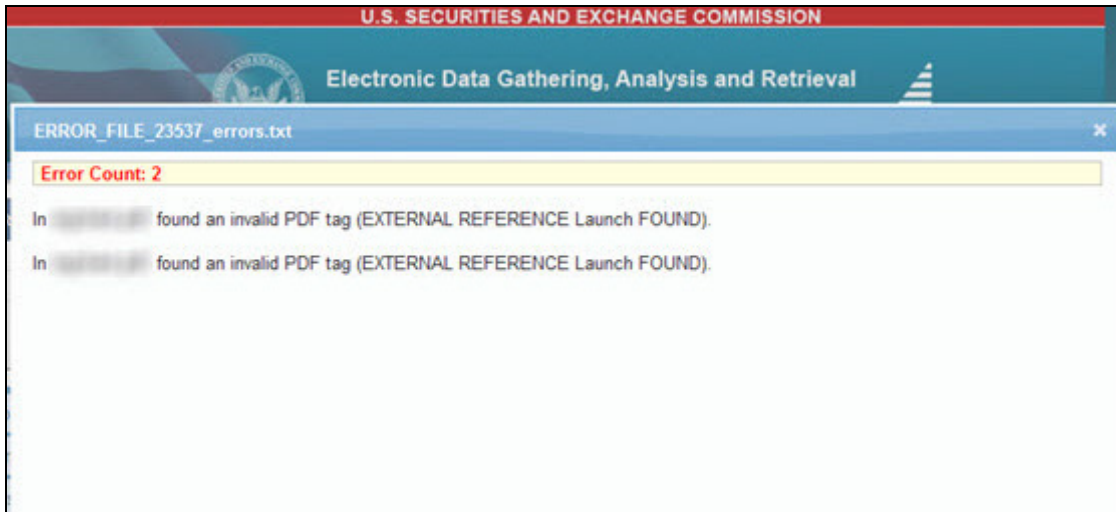 U.S. SECURITIES AND EXCHANGE COMMISSION
Electronic Data Gathering, Analysis and Retrieval
ERROR_FILE_23537_errors.txt
Error Count: 2
In found an invalid PDF tag (EXTERNAL REFERENCE Launch FOUND).
In found an invalid PDF tag (EXTERNAL REFERENCE Launch FOUND).